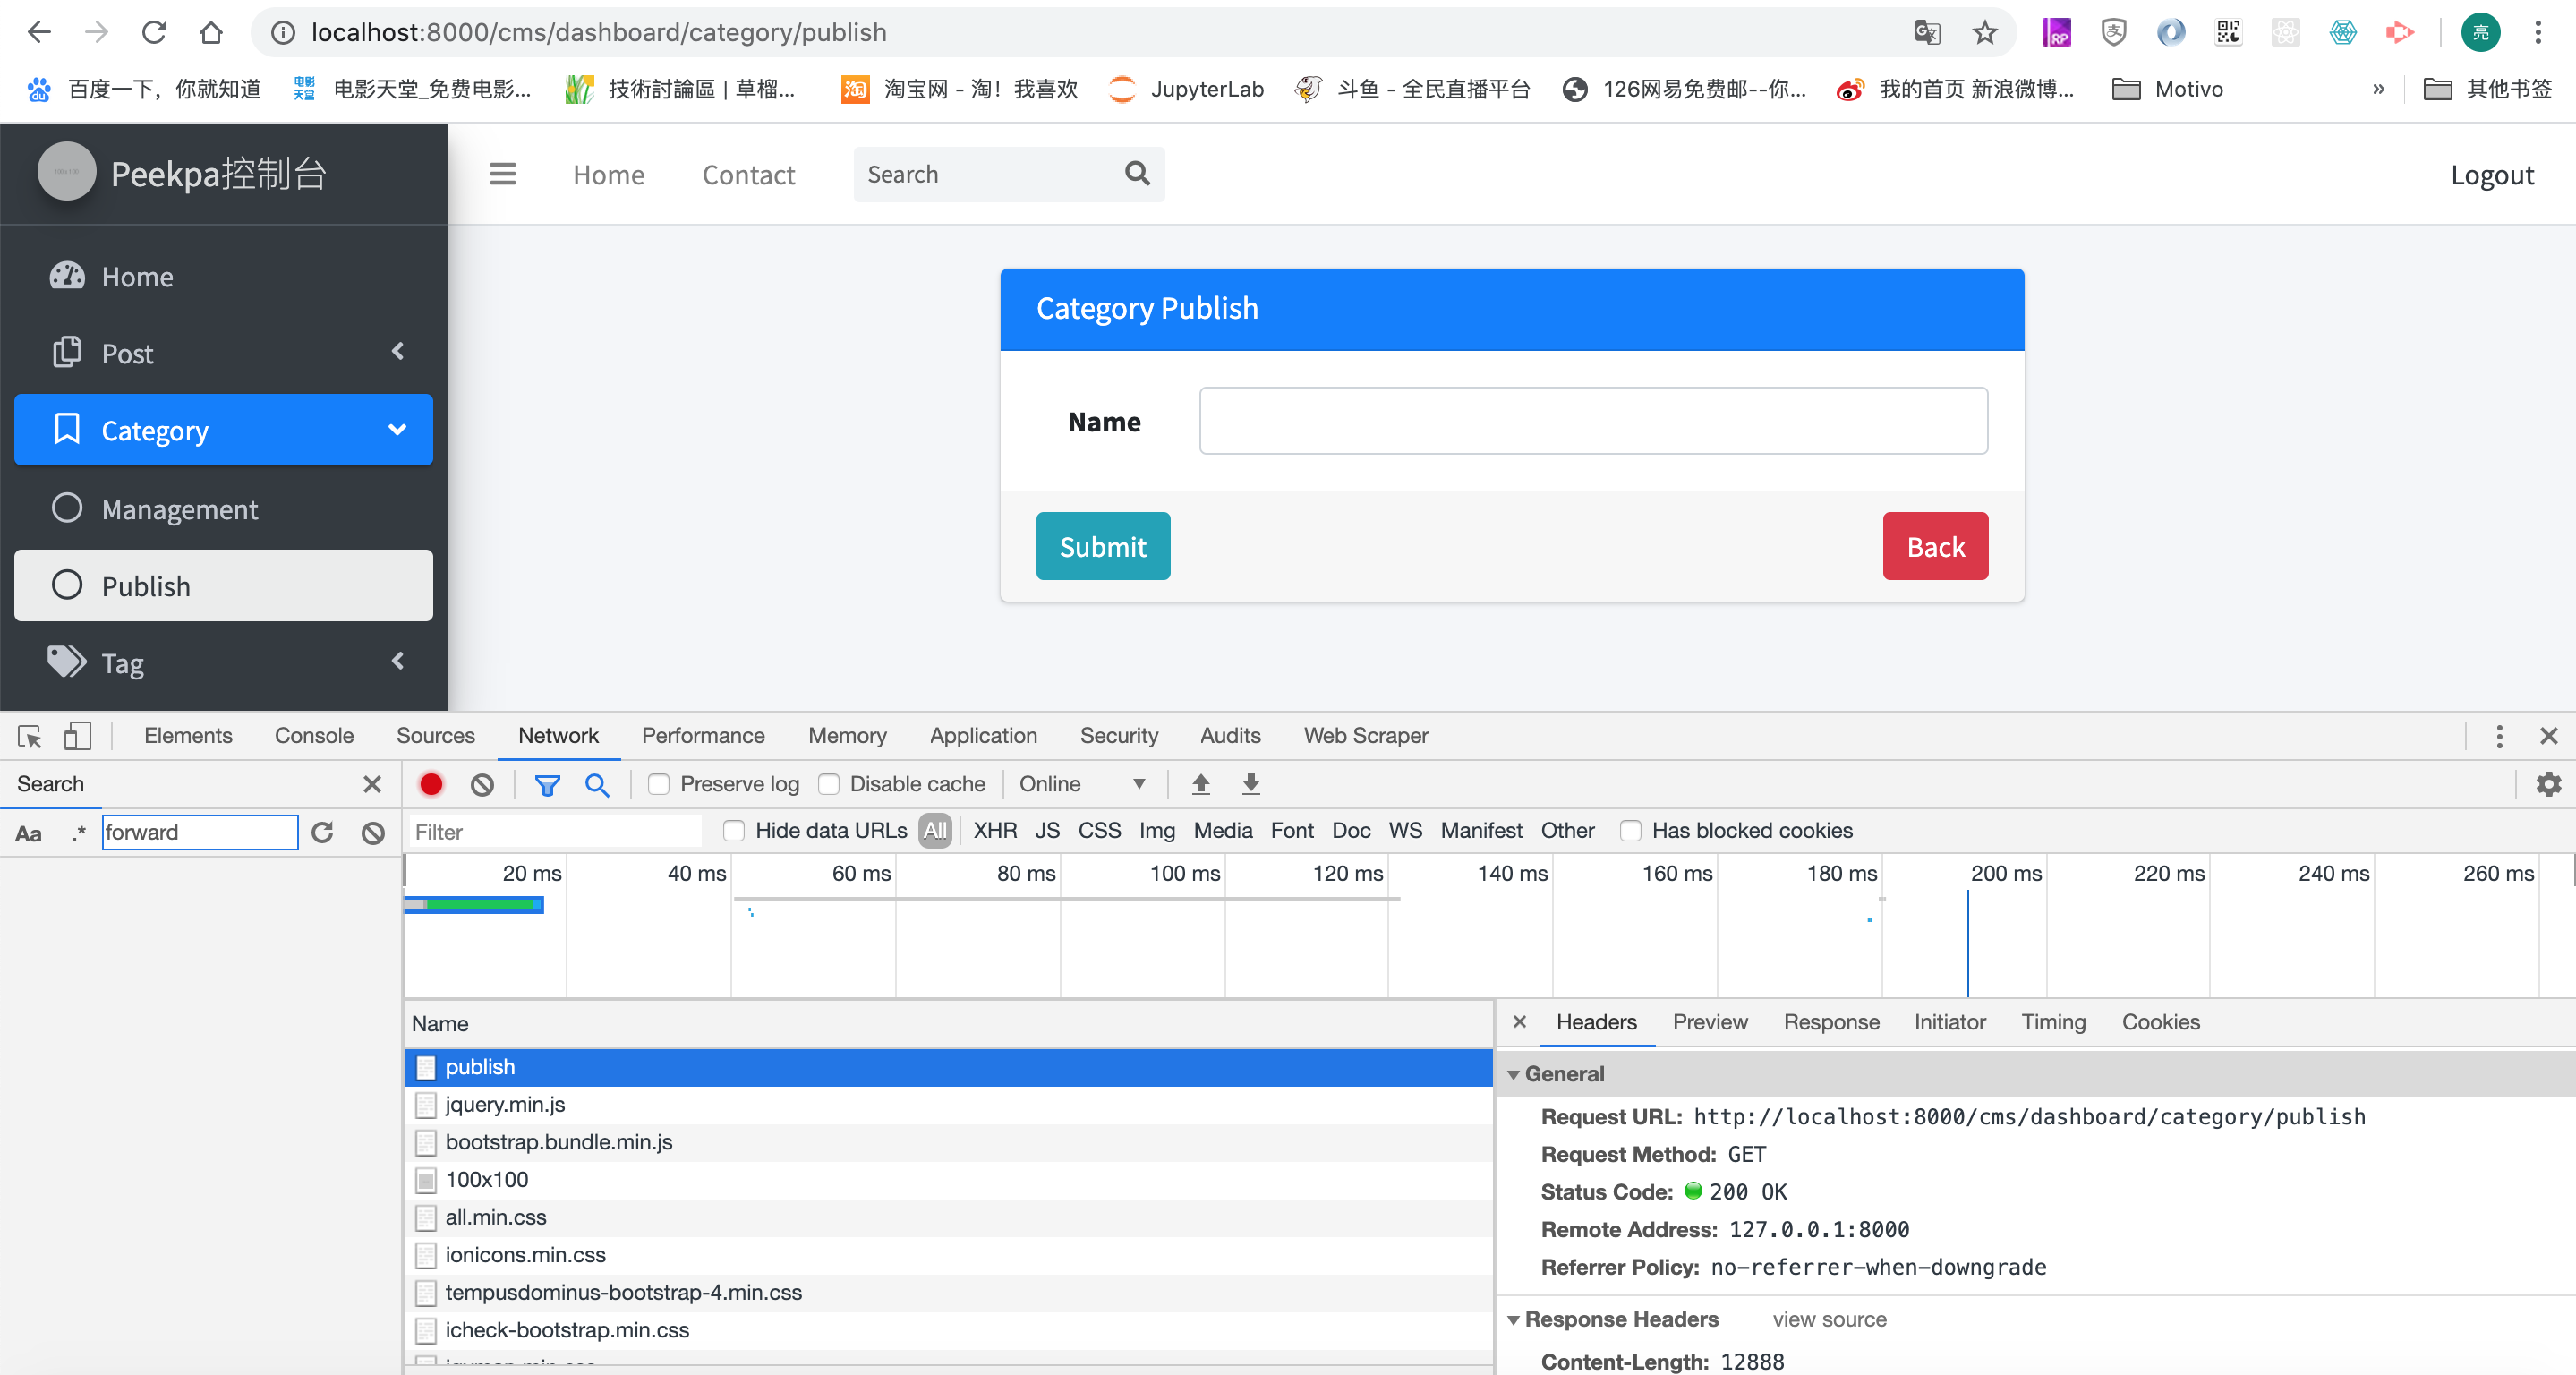 localhost:8000/cms/dashboard/category/publish
RP
支
亮
百度一下，你就知道
电影天堂
电影天堂_免费电影...
技術討論區 | 草榴...
淘
淘宝网 - 淘！我喜欢
JupyterLab
斗鱼 - 全民直播平台
126网易免费邮--你...
我的首页 新浪微博...
Motivo
»
其他书签
Peekpa控制台
Home
Contact
Search
Logout
Home
Post
Category
Management
Publish
Tag
Category Publish
Name
Submit
Back
Elements
Console
Sources
Network
Performance
Memory
Application
Security
Audits
Web Scraper
Search
Preserve log
Disable cache
Online
Aa
.*
forward
Filter
Hide data URLs
All
XHR
JS
CSS
Img
Media
Font
Doc
WS
Manifest
Other
Has blocked cookies
20 ms
40 ms
60 ms
80 ms
100 ms
120 ms
140 ms
160 ms
180 ms
200 ms
220 ms
240 ms
260 ms
Name
publish
jquery.min.js
bootstrap.bundle.min.js
100x100
all.min.css
ionicons.min.css
tempusdominus-bootstrap-4.min.css
icheck-bootstrap.min.css
Headers
Preview
Response
Initiator
Timing
Cookies
General
Request URL: http://localhost:8000/cms/dashboard/category/publish
Request Method: GET
Status Code: 200 OK
Remote Address: 127.0.0.1:8000
Referrer Policy: no-referrer-when-downgrade
Response Headers
view source
Content-Length: 12888